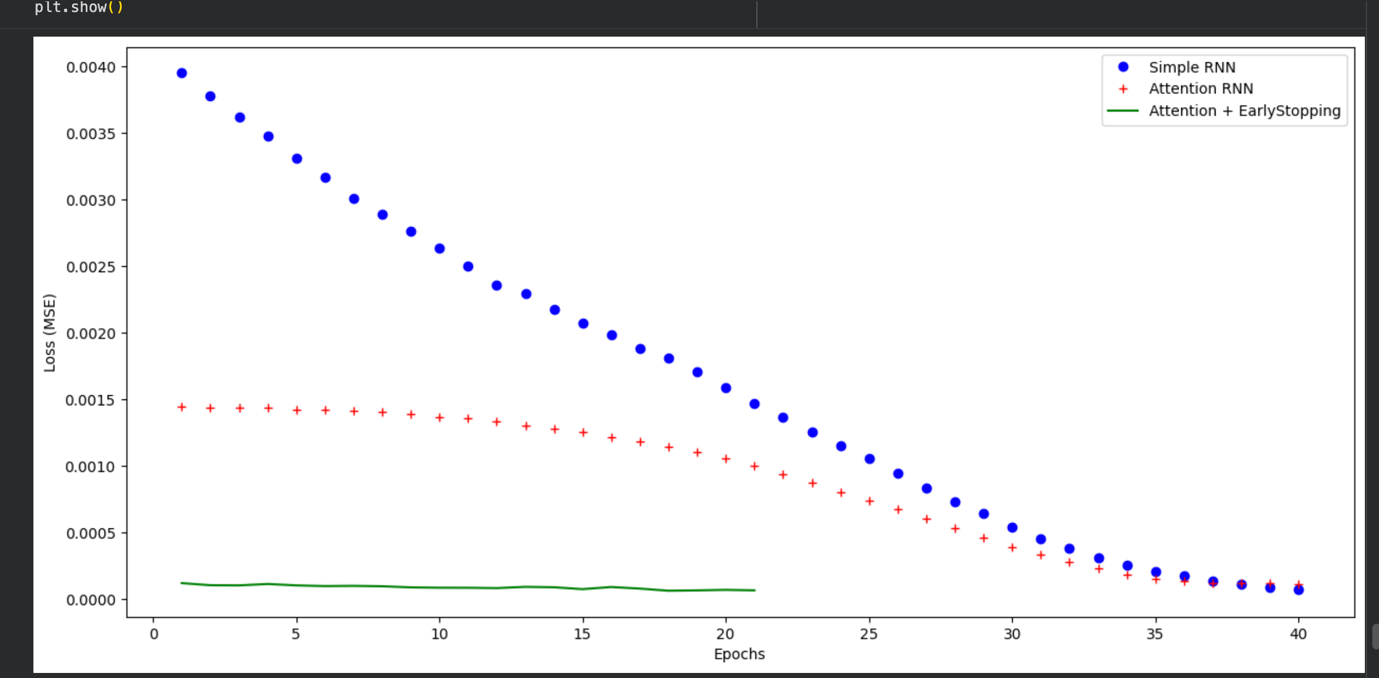 plt.show()
Simple RNN
Attention RNN
Attention + EarlyStopping
0.0040
0.0035
0.0030
0.0025
0.0020
0.0015
0.0010
0.0005
0.0000
Loss (MSE)
0 5 10 15 20 25 30 35 40
Epochs